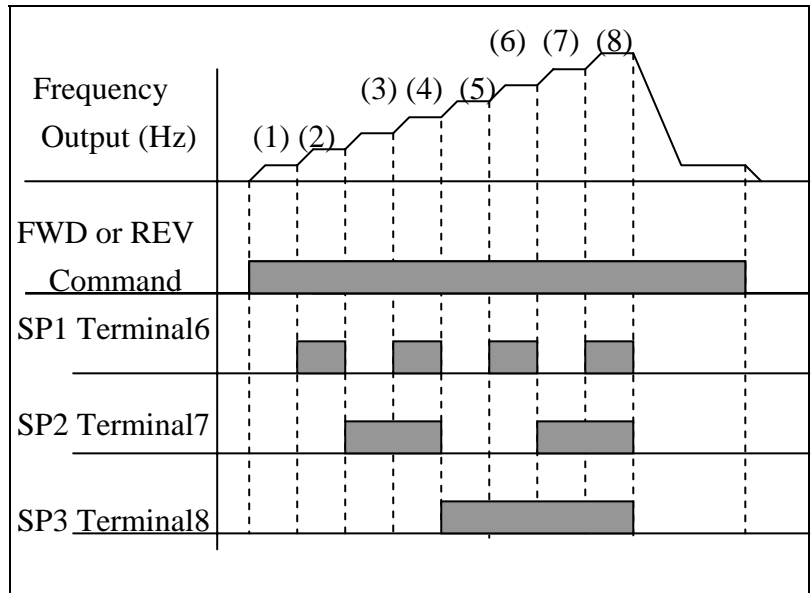 (6) (7) (8)
Frequency (3) (4) (5)
Output (Hz) (1) (2)
FWD or REV
Command
SP1 Terminal6
SP2 Terminal7
SP3 Terminal8